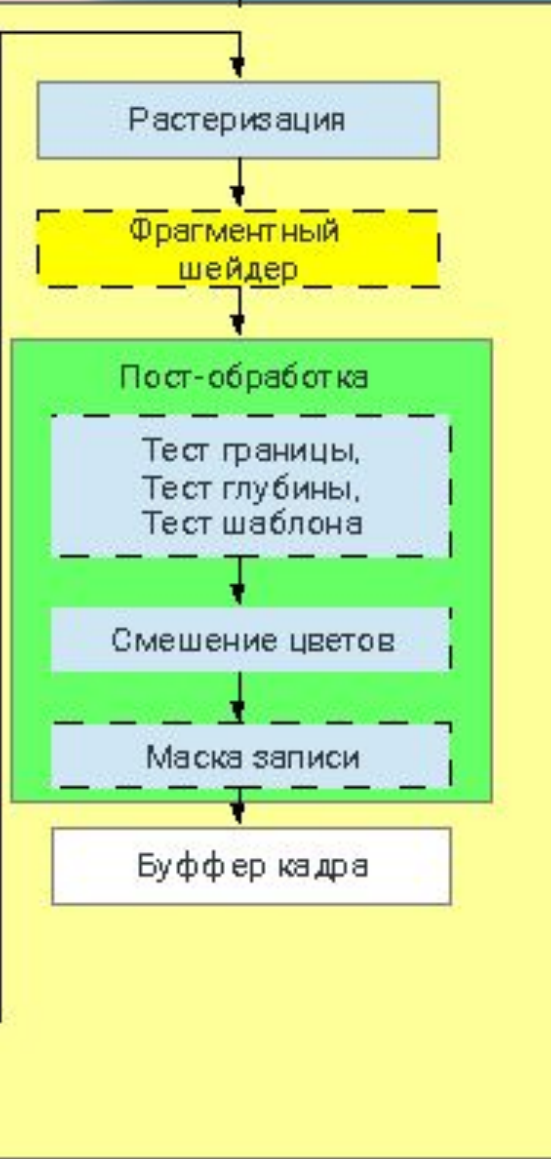 Растеризация
Фрагментный
шейдер
Пост-обработка
Тест границы,
Тест глубины,
Тест шаблона
Смешение цветов
Маска записи
Буффер кадра